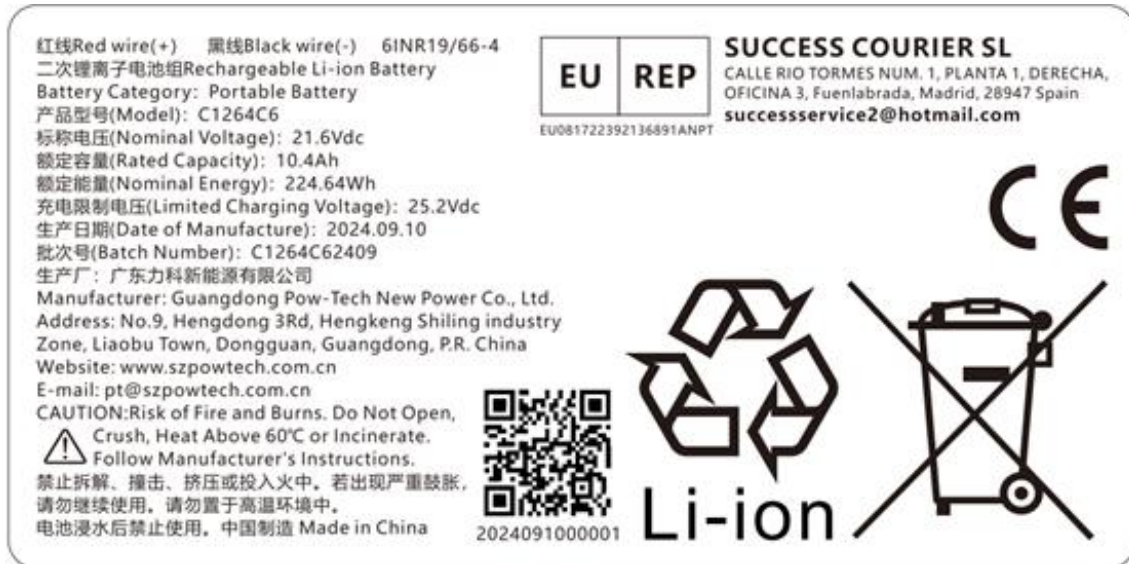 红线Red wire(+) 黑线Black wire(-) 6INR19/66-4
二次锂离子电池组Rechargeable Li-ion Battery
Battery Category: Portable Battery
产品型号(Model): C1264C6
标称电压(Nominal Voltage): 21.6Vdc
额定容量(Rated Capacity): 10.4Ah
额定能量(Nominal Energy): 224.64Wh
充电限制电压(Limited Charging Voltage): 25.2Vdc
生产日期(Date of Manufacture): 2024.09.10
批次号(Batch Number): C1264C62409
生产厂: 广东力科新能源有限公司
Manufacturer: Guangdong Pow-Tech New Power Co., Ltd.
Address: No.9, Hengdong 3Rd, Hengkeng Shiling industry
Zone, Liaobu Town, Dongguan, Guangdong, P.R. China
Website: www.szpowtech.com.cn
E-mail: pt@szpowtech.com.cn
CAUTION:Risk of Fire and Burns. Do Not Open,
Crush, Heat Above 60℃ or Incinerate.
Follow Manufacturer's Instructions.
禁止拆解、撞击、挤压或投入火中。若出现严重鼓胀，
请勿继续使用。请勿置于高温环境中。
电池浸水后禁止使用。中国制造 Made in China
2024091000001
EU REP
EU081722392136891ANPT
SUCCESS COURIER SL
CALLE RIO TORMES NUM. 1, PLANTA 1, DERECHA,
OFICINA 3, Fuenlabrada, Madrid, 28947 Spain
successservice2@hotmail.com
CE
Li-ion